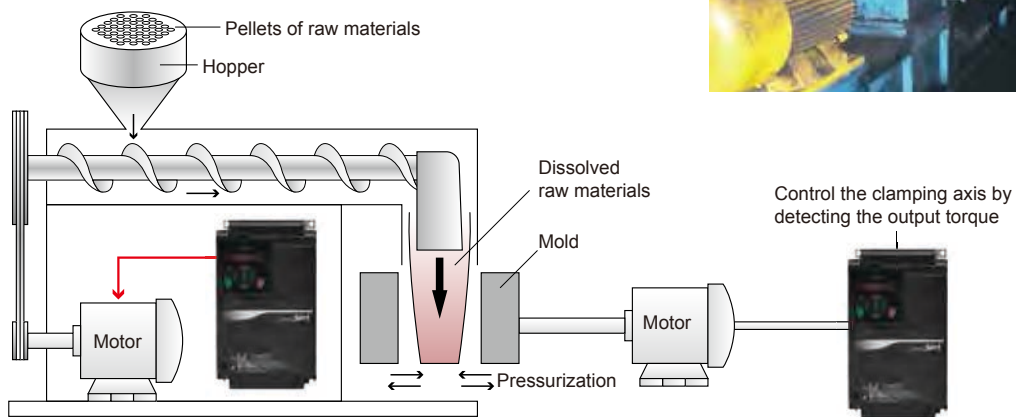 Pellets of raw materials
Hopper
Dissolved
raw materials
Mold
Control the clamping axis by
detecting the output torque
Motor
Motor
Pressurization